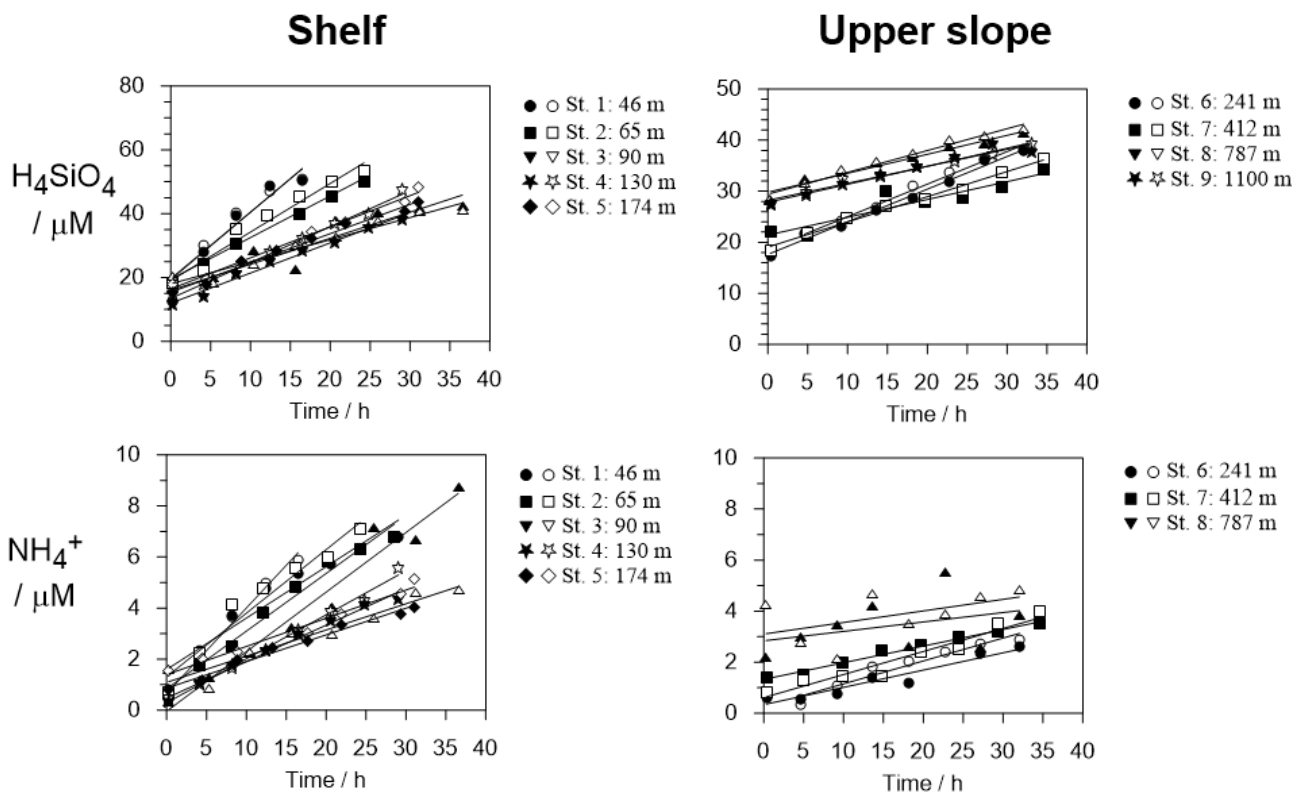 Shelf
Upper slope
H4SiO4
/ μM
80
60
40
20
0
0 5 10 15 20 25 30 35 40
Time / h
St. 1: 46 m
St. 2: 65 m
St. 3: 90 m
St. 4: 130 m
St. 5: 174 m
50
40
30
20
10
0
0 5 10 15 20 25 30 35 40
Time / h
St. 6: 241 m
St. 7: 412 m
St. 8: 787 m
St. 9: 1100 m
NH4+
/ μM
10
8
6
4
2
0
0 5 10 15 20 25 30 35 40
Time / h
St. 1: 46 m
St. 2: 65 m
St. 3: 90 m
St. 4: 130 m
St. 5: 174 m
10
8
6
4
2
0
0 5 10 15 20 25 30 35 40
Time / h
St. 6: 241 m
St. 7: 412 m
St. 8: 787 m